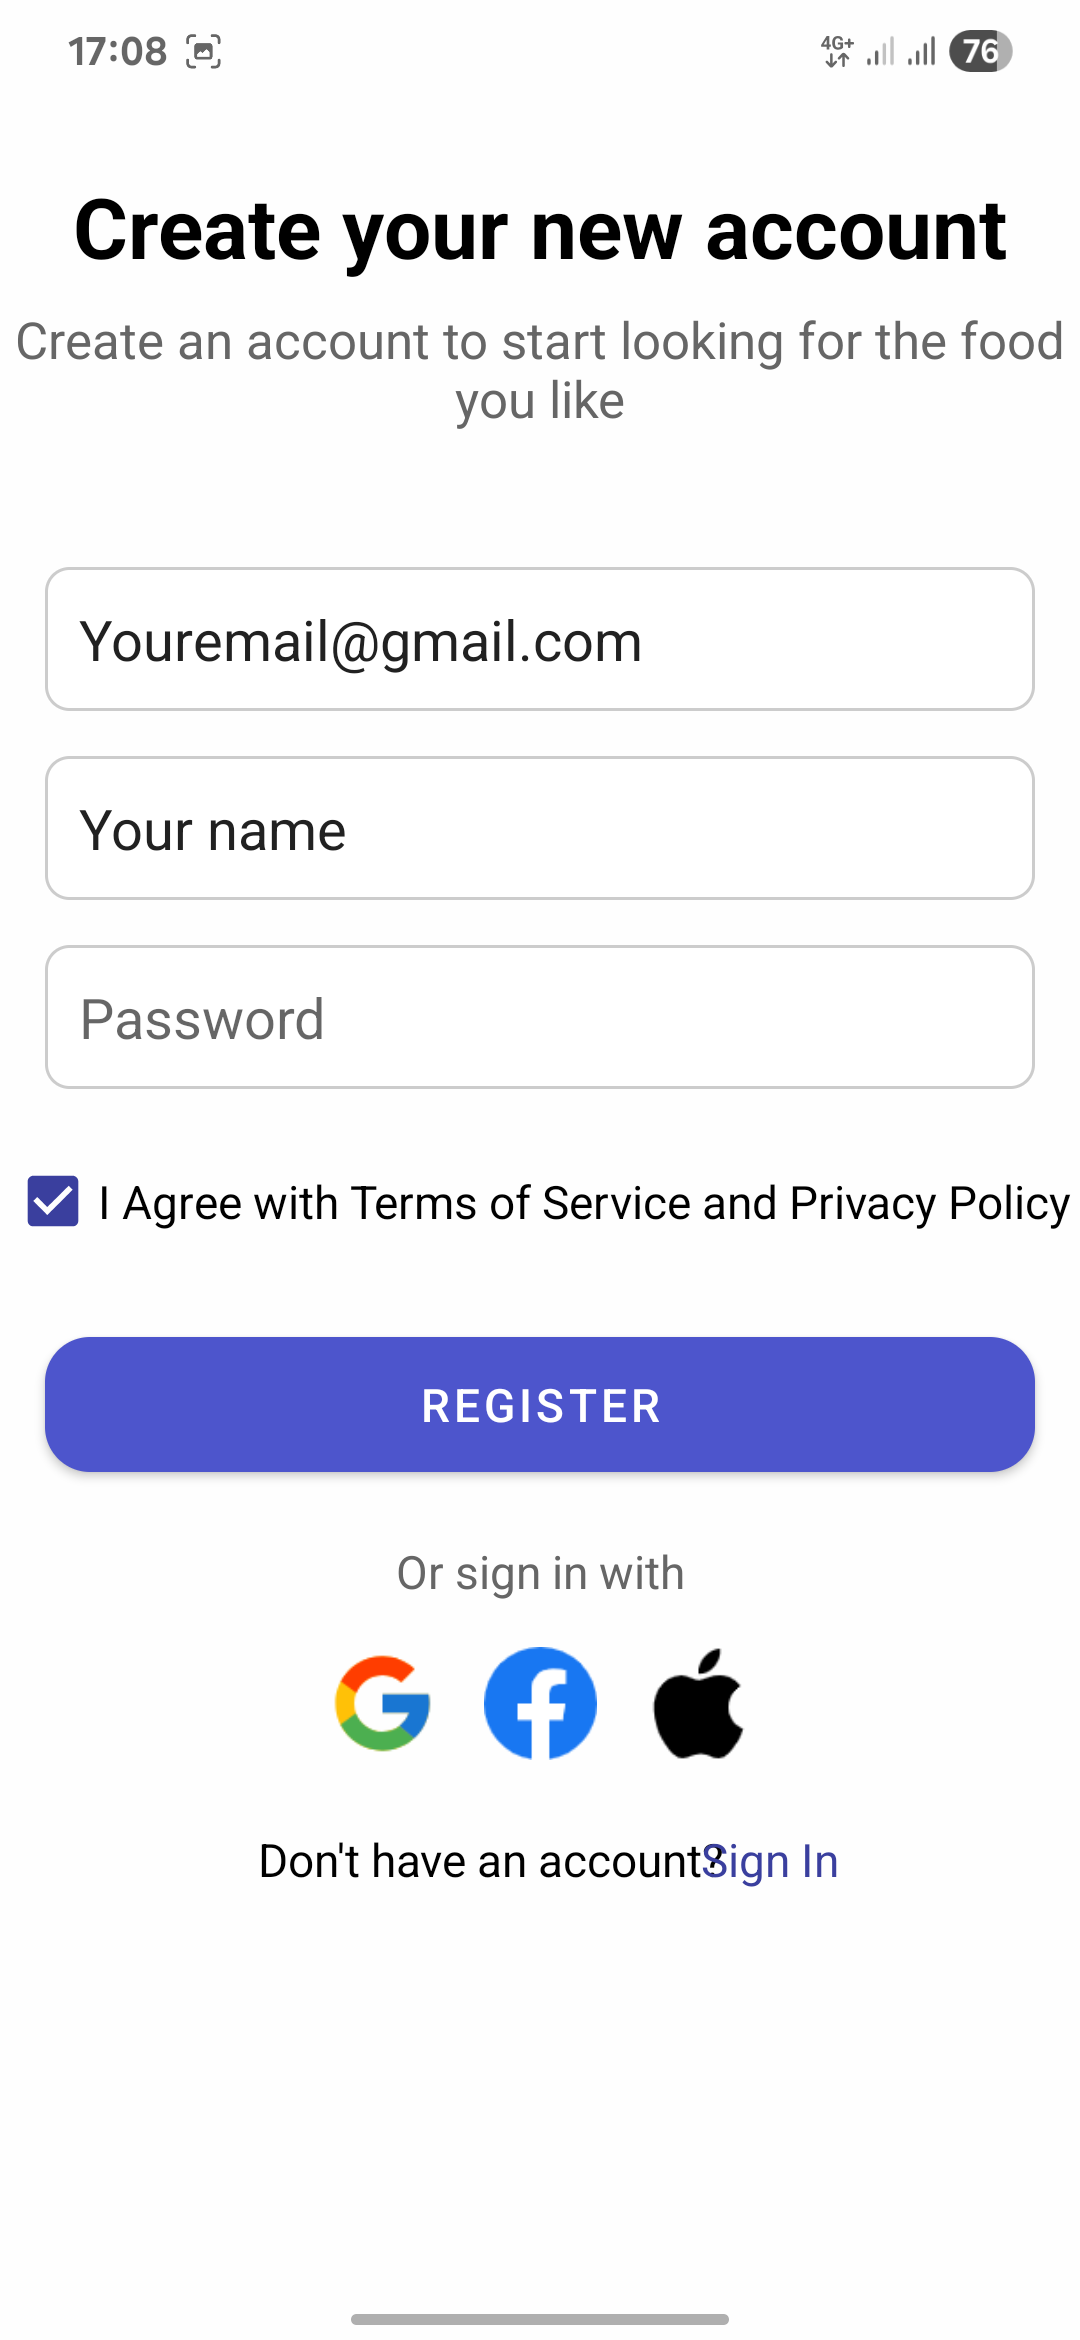 17:08 4G+ 76
Create your new account
Create an account to start looking for the food
you like
Youremail@gmail.com
Your name
Password
I Agree with Terms of Service and Privacy Policy
REGISTER
Or sign in with
Don't have an account? Sign In